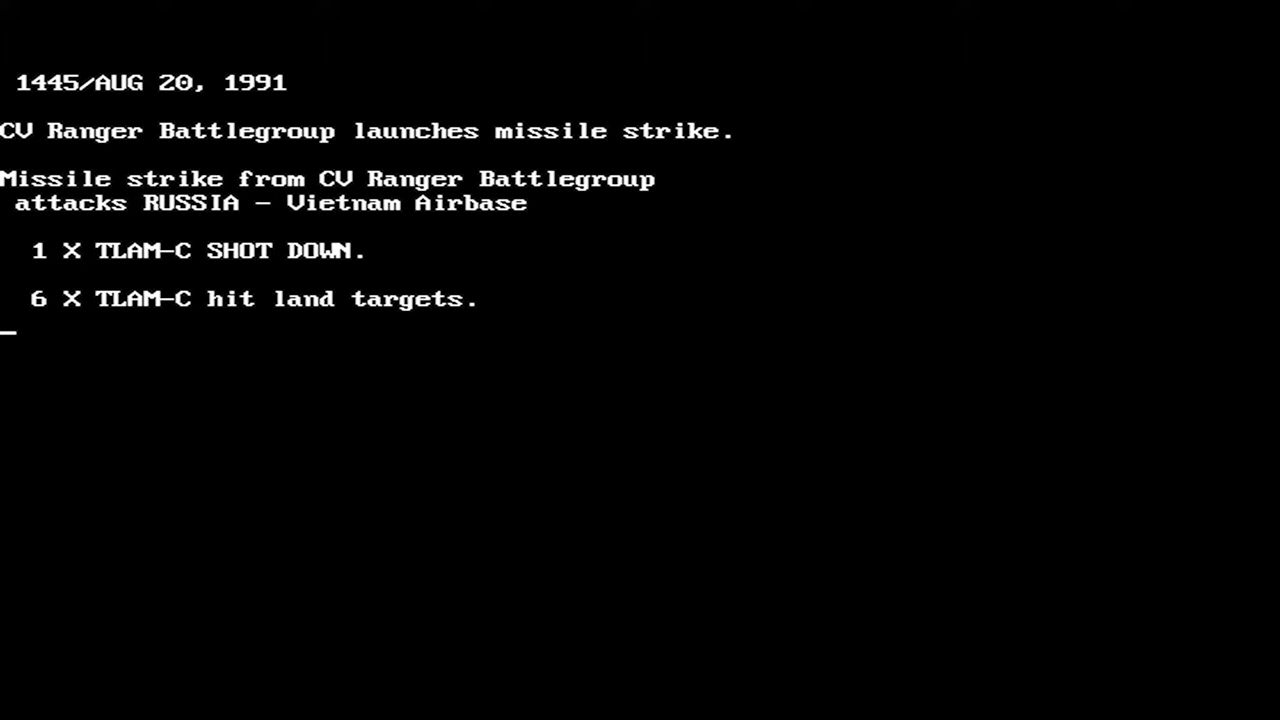 1445/AUG 20, 1991
CV Ranger Battlegroup launches missile strike.
Missile strike from CV Ranger Battlegroup
attacks RUSSIA - Vietnam Airbase
1 X TLAM-C SHOT DOWN.
6 X TLAM-C hit land targets.
_